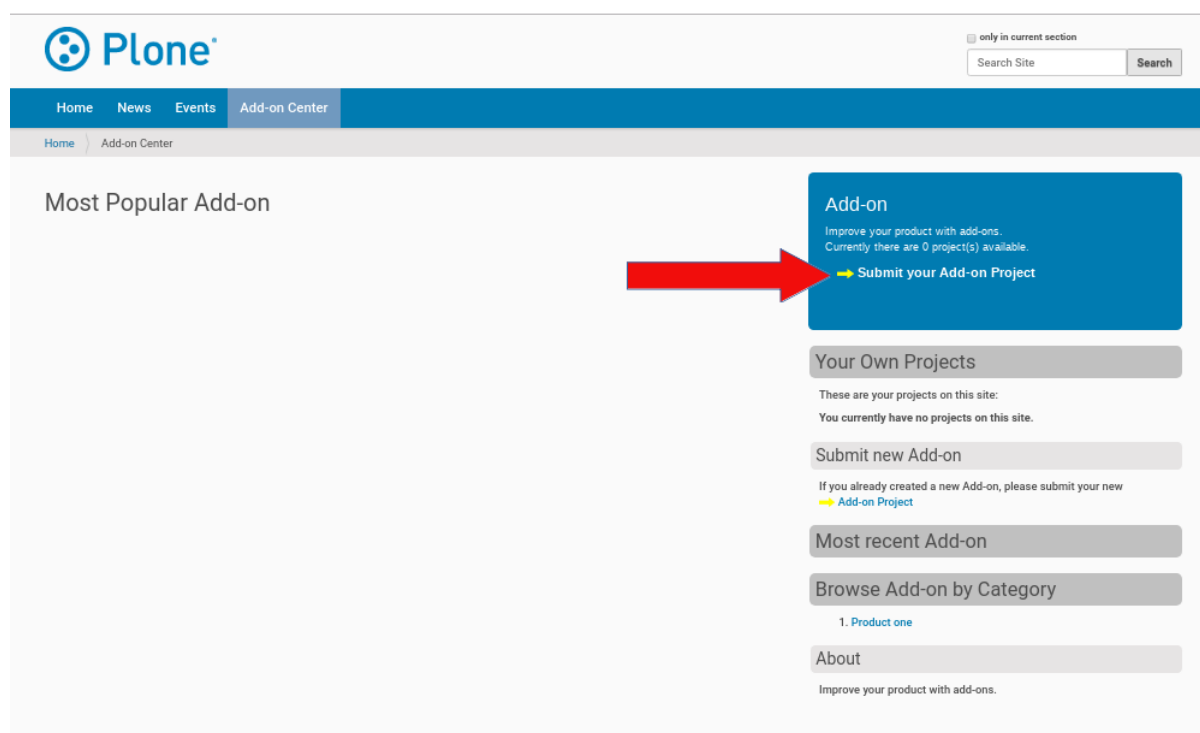 Plone®
only in current section
Search Site
Search
Home
News
Events
Add-on Center
Home
Add-on Center
Most Popular Add-on
Add-on
Improve your product with add-ons.
Currently there are 0 project(s) available.
Submit your Add-on Project
Your Own Projects
These are your projects on this site:
You currently have no projects on this site.
Submit new Add-on
If you already created a new Add-on, please submit your new
Add-on Project
Most recent Add-on
Browse Add-on by Category
1. Product one
About
Improve your product with add-ons.